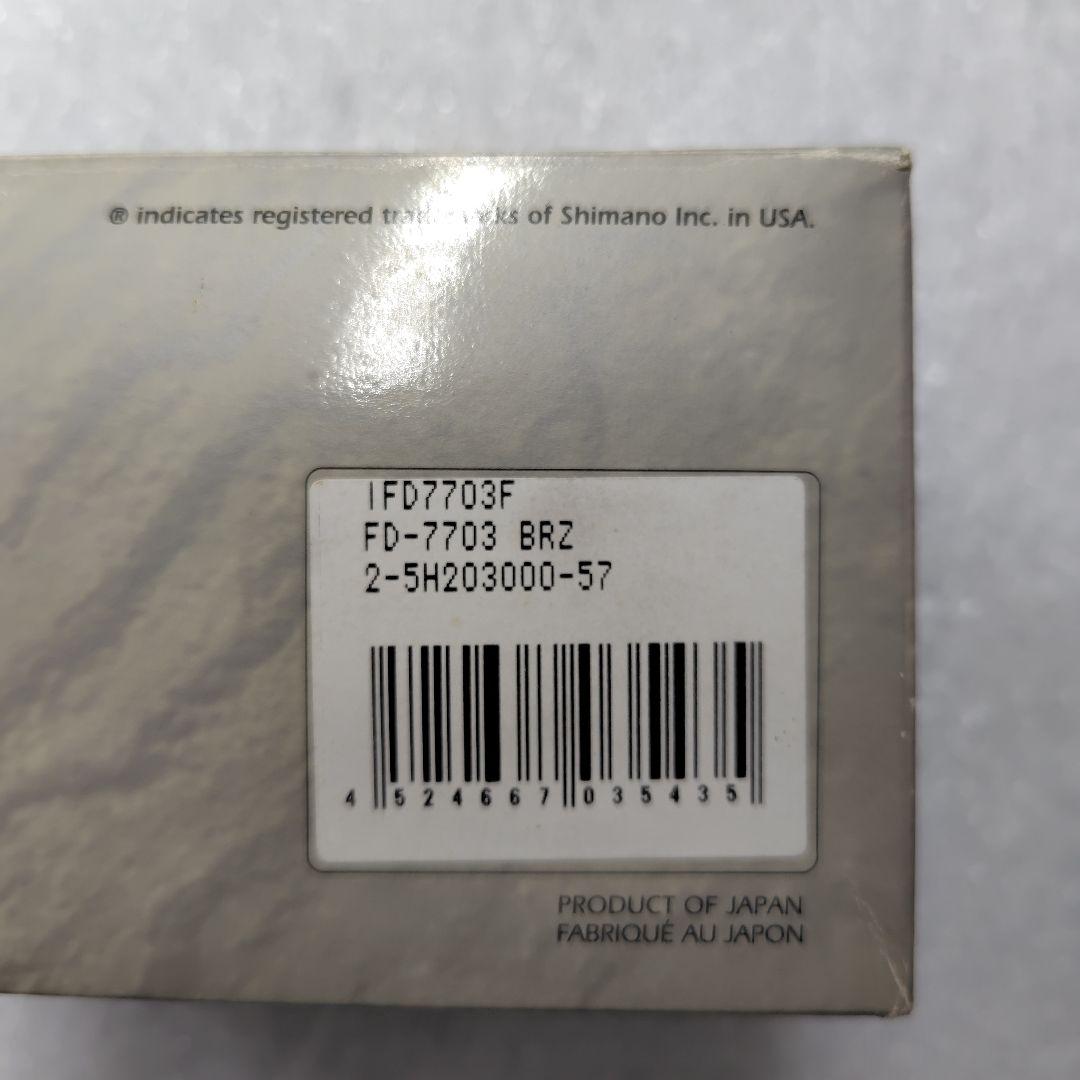 ® indicates registered trademarks of Shimano Inc. in USA.
IFD7703F
FD-7703 BRZ
2-5H203000-57
4 524667 035435
PRODUCT OF JAPAN
FABRIQUÉ AU JAPON